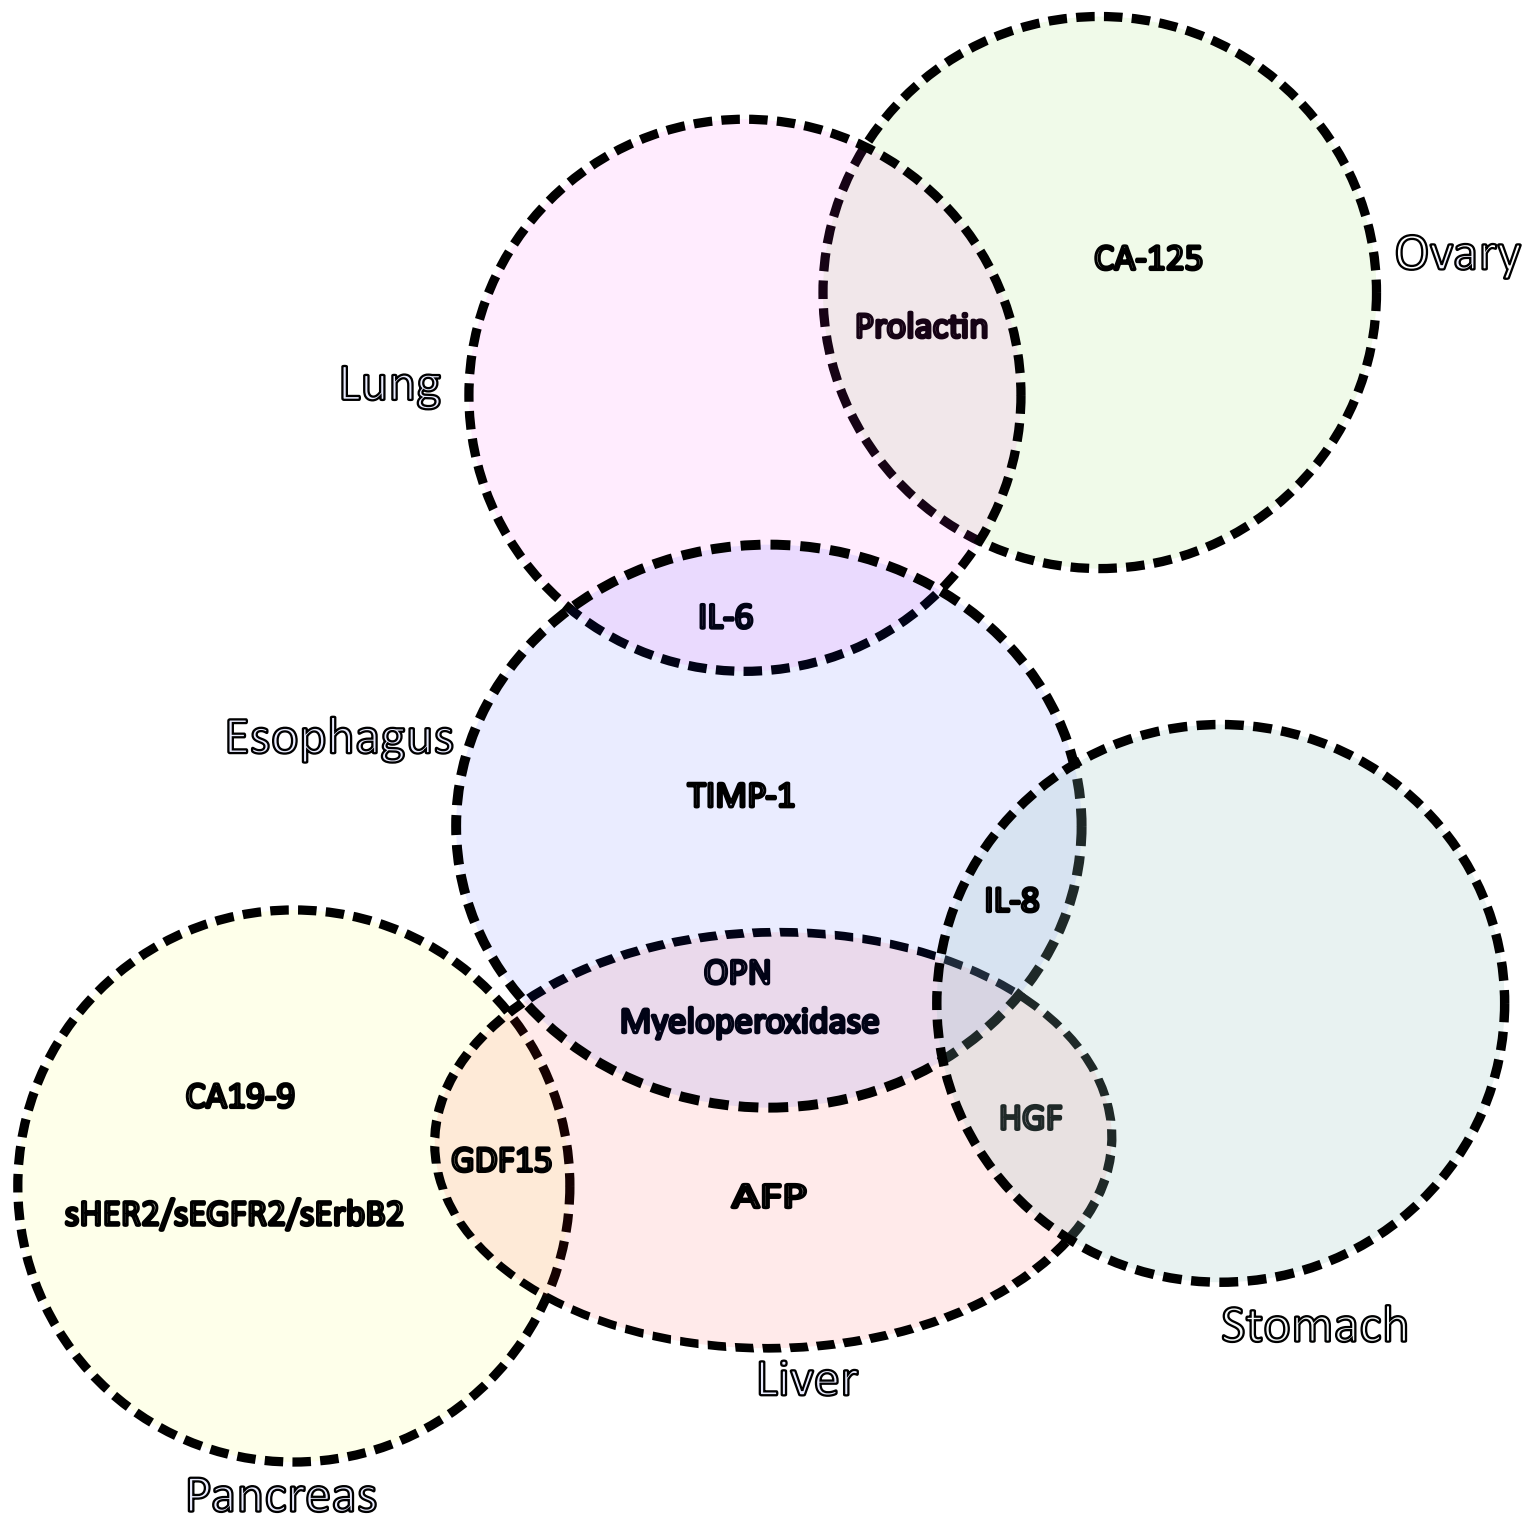 Ovary
CA-125
Prolactin
Lung
IL-6
Esophagus
TIMP-1
IL-8
OPN
Myeloperoxidase
CA19-9
HGF
GDF15
AFP
sHER2/sEGFR2/sErbB2
Stomach
Liver
Pancreas